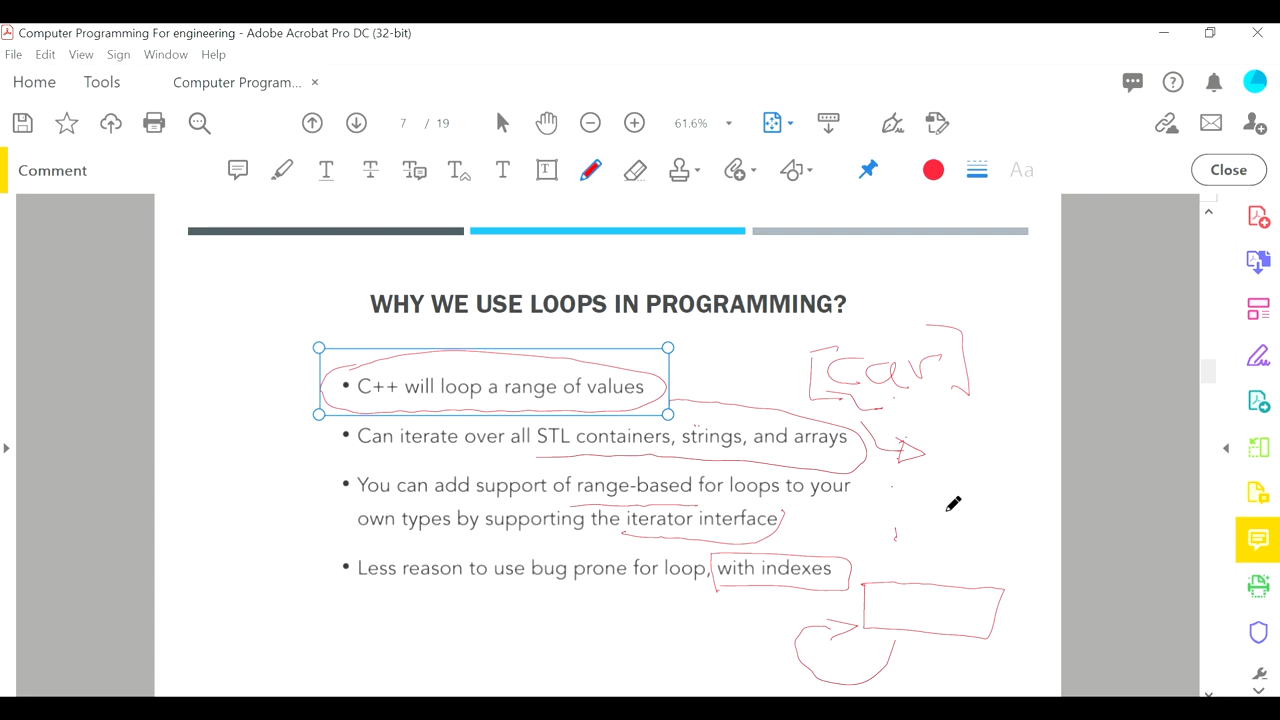 Computer Programming For engineering - Adobe Acrobat Pro DC (32-bit)
File Edit View Sign Window Help
Home Tools Computer Program... ×
7 / 19 61.6%
Comment T T T T T T Aa Close
WHY WE USE LOOPS IN PROGRAMMING?
• C++ will loop a range of values
[car]
• Can iterate over all STL containers, strings, and arrays
• You can add support of range-based for loops to your
own types by supporting the iterator interface
• Less reason to use bug prone for loop, with indexes